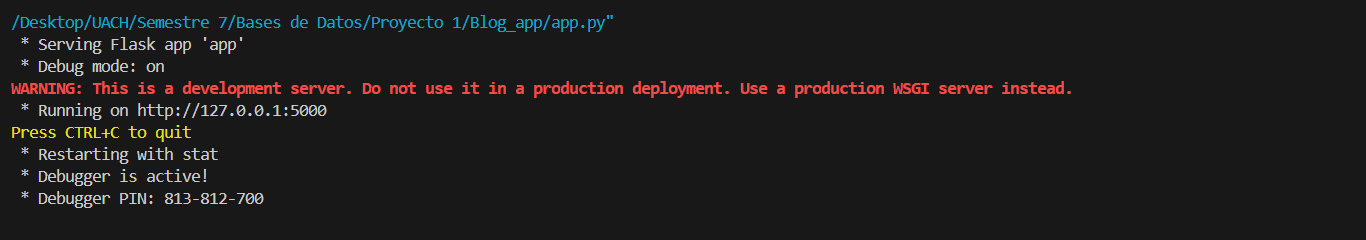 /Desktop/UACH/Semestre 7/Bases de Datos/Proyecto 1/Blog_app/app.py"
 * Serving Flask app 'app'
 * Debug mode: on
WARNING: This is a development server. Do not use it in a production deployment. Use a production WSGI server instead.
 * Running on http://127.0.0.1:5000
Press CTRL+C to quit
 * Restarting with stat
 * Debugger is active!
 * Debugger PIN: 813-812-700